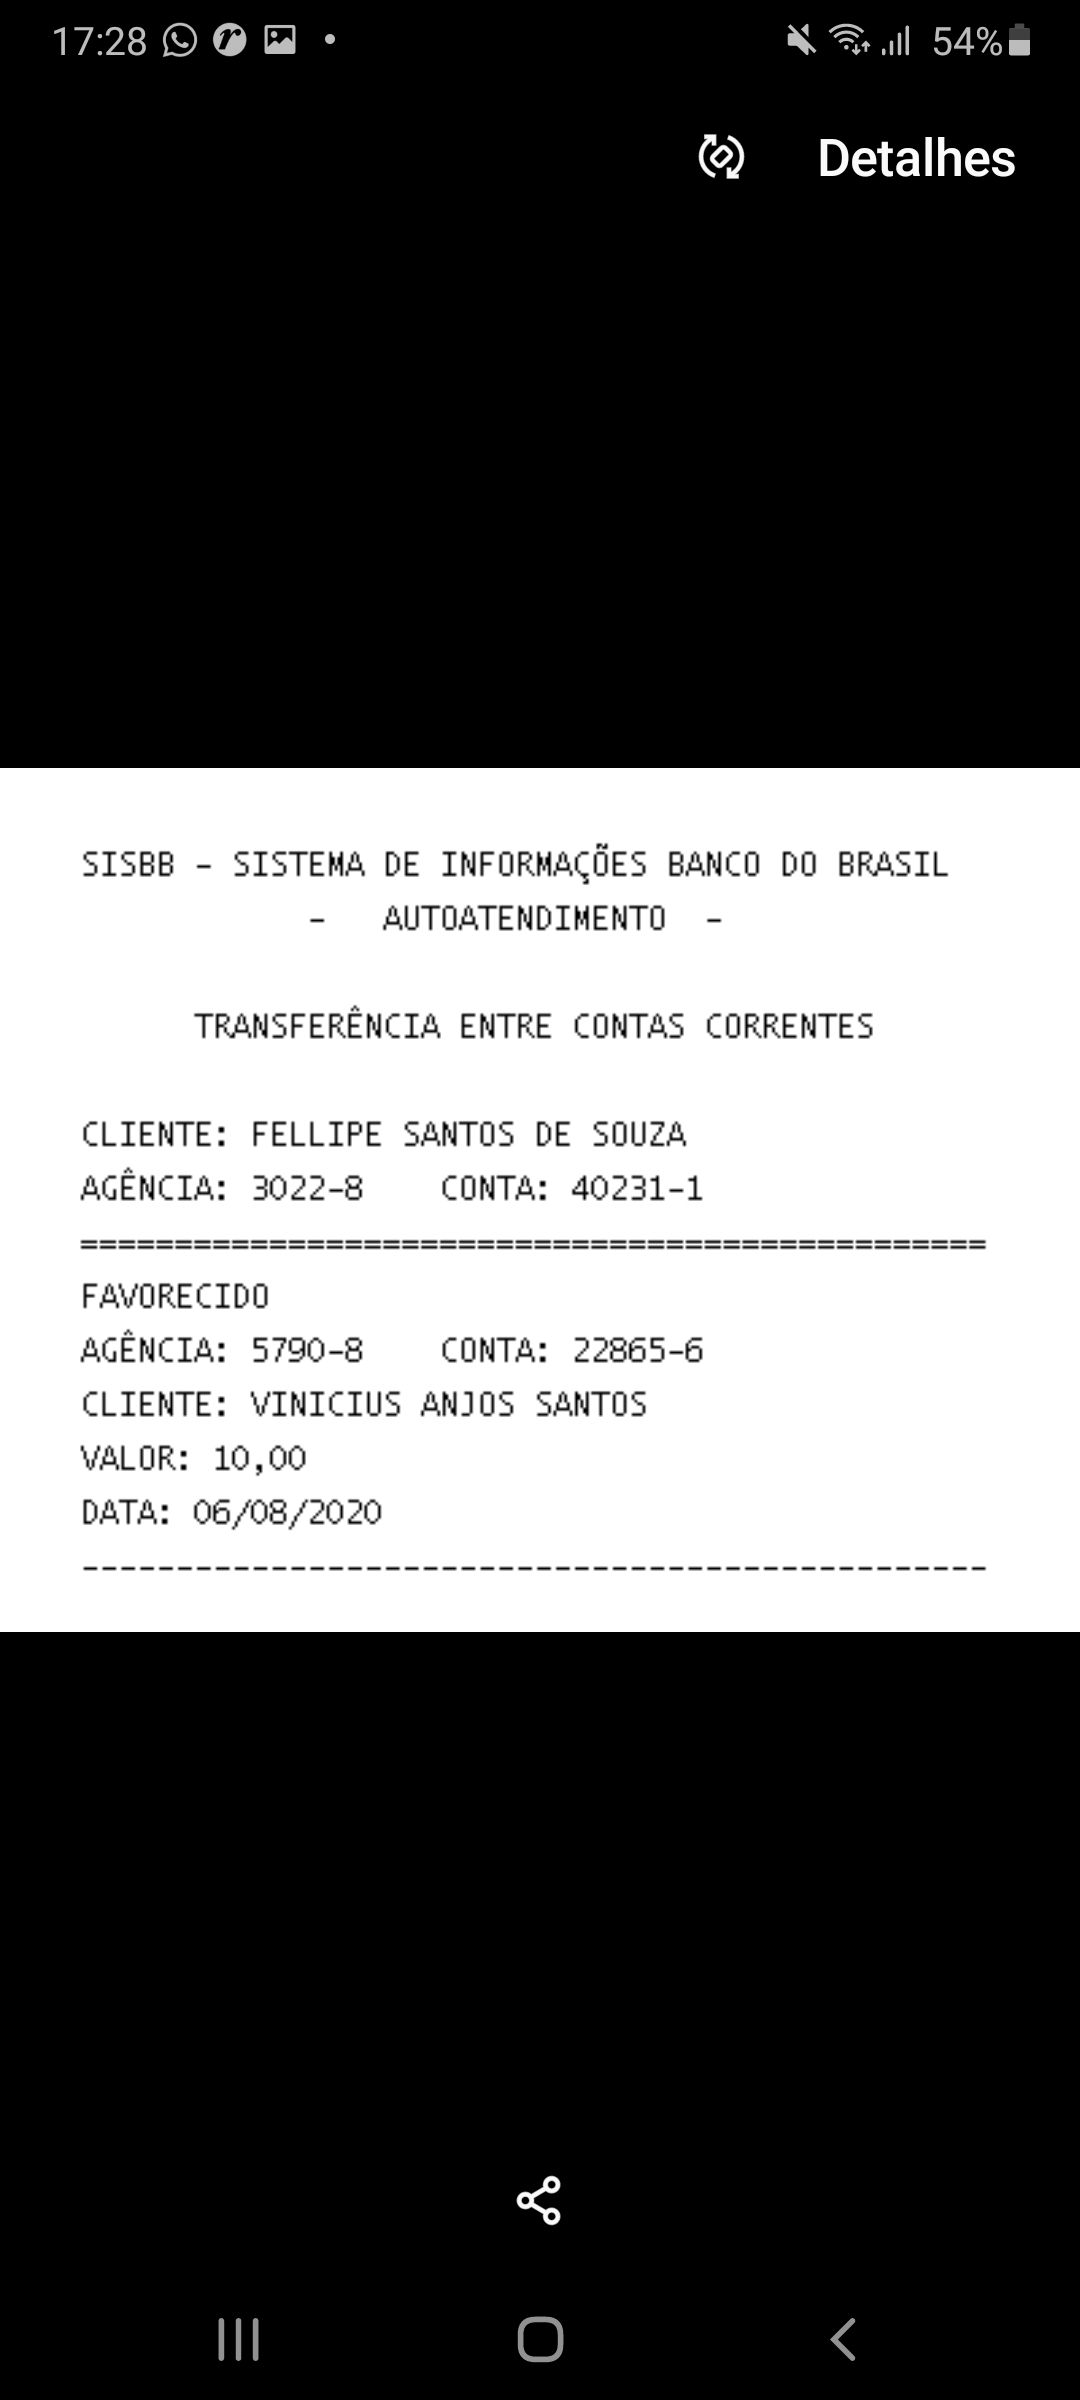 17:28
54%
Detalhes
SISBB - SISTEMA DE INFORMAÇÕES BANCO DO BRASIL
- AUTOATENDIMENTO -
TRANSFERÊNCIA ENTRE CONTAS CORRENTES
CLIENTE: FELLIPE SANTOS DE SOUZA
AGÊNCIA: 3022-8 CONTA: 40231-1
================================================
FAVORECIDO
AGÊNCIA: 5790-8 CONTA: 22865-6
CLIENTE: VINICIUS ANJOS SANTOS
VALOR: 10,00
DATA: 06/08/2020
------------------------------------------------